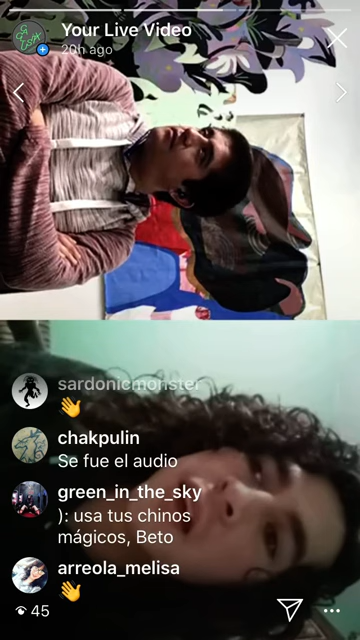 Your Live Video
20h ago
sardonicmonster
👋
chakpulin
Se fue el audio
green_in_the_sky
): usa tus chinos
mágicos, Beto
arreola_melisa
👋
45